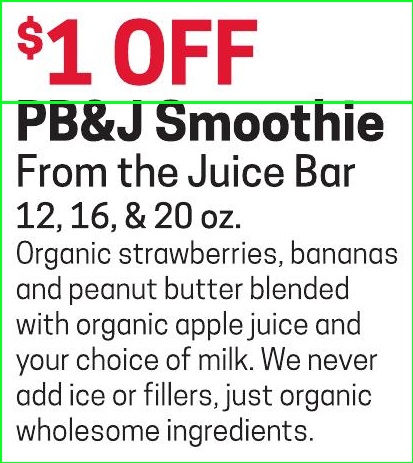 $1 OFF
PB&J Smoothie
From the Juice Bar
12, 16, & 20 oz.
Organic strawberries, bananas
and peanut butter blended
with organic apple juice and
your choice of milk. We never
add ice or fillers, just organic
wholesome ingredients.